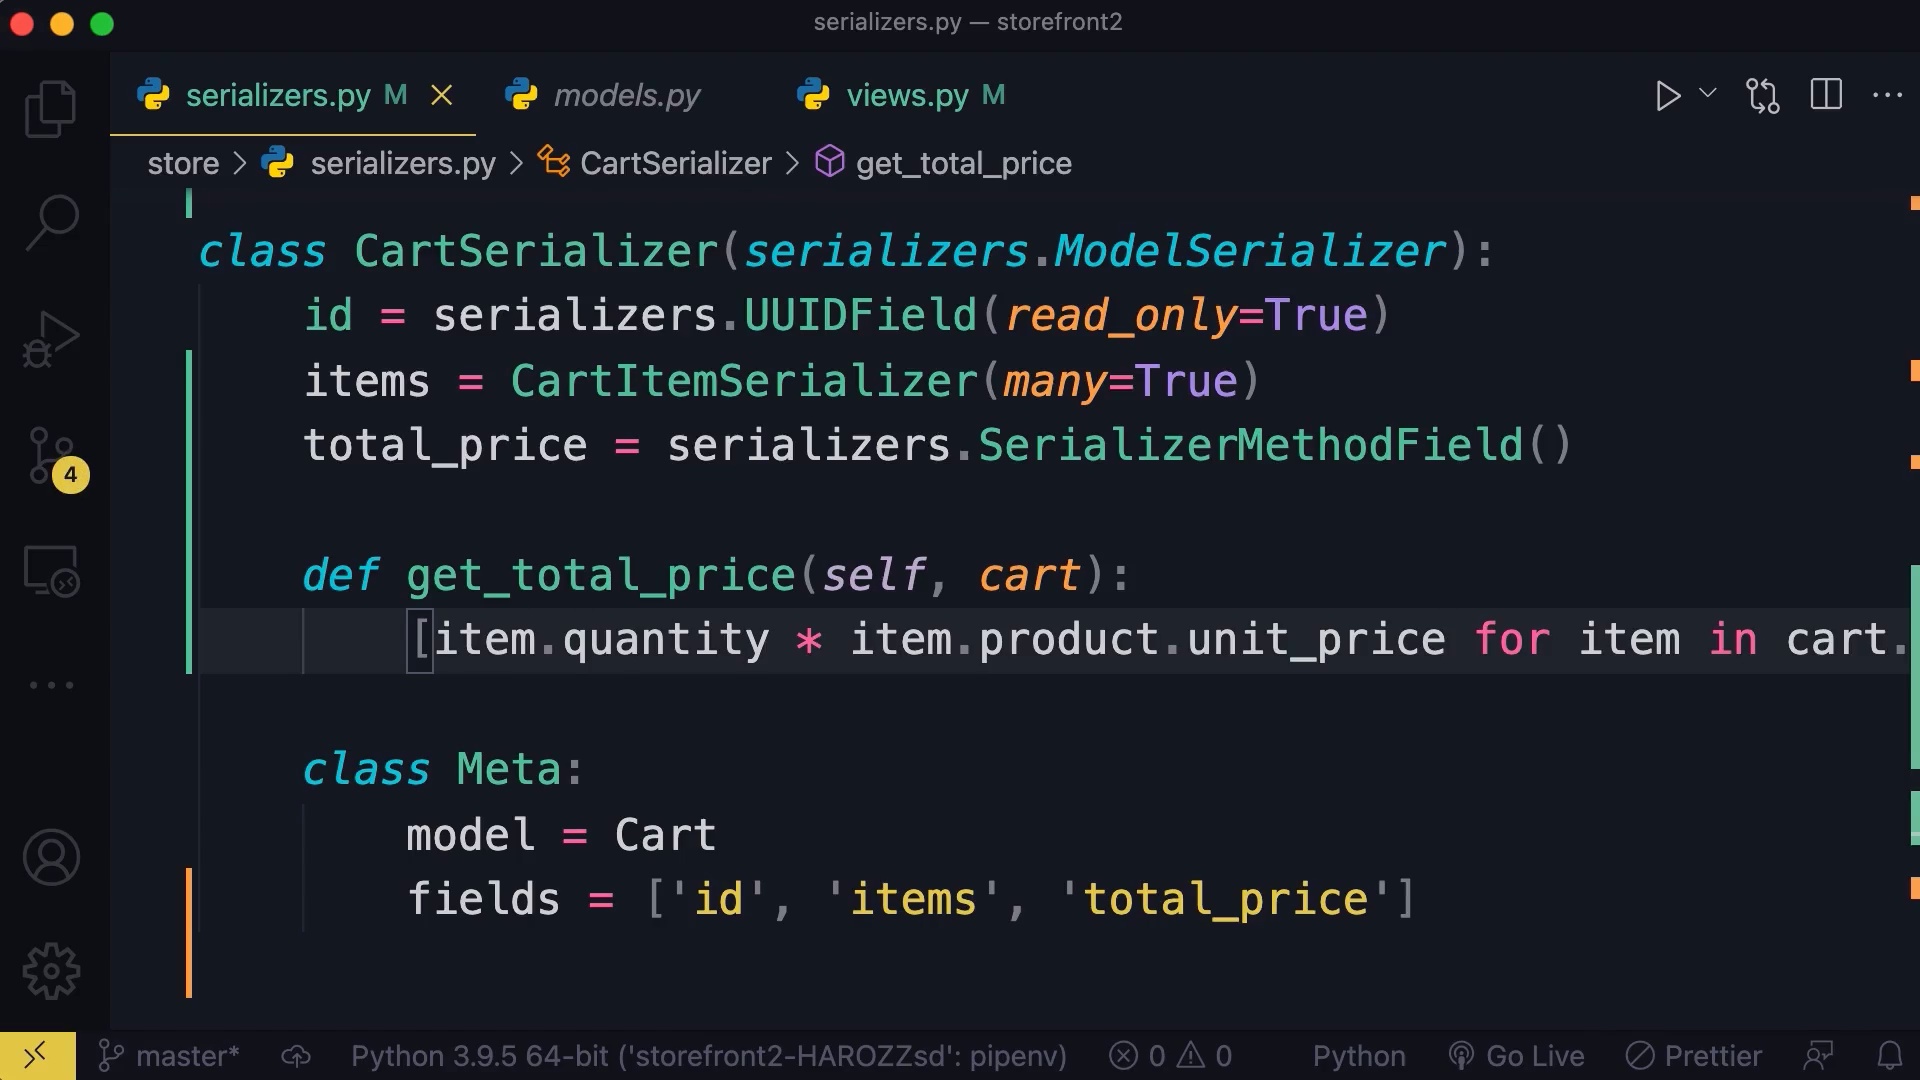 serializers.py — storefront2
serializers.py M models.py views.py M
store > serializers.py > CartSerializer > get_total_price
class CartSerializer(serializers.ModelSerializer):
id = serializers.UUIDField(read_only=True)
items = CartItemSerializer(many=True)
total_price = serializers.SerializerMethodField()
def get_total_price(self, cart):
[item.quantity * item.product.unit_price for item in cart.
class Meta:
model = Cart
fields = ['id', 'items', 'total_price']
4
master* Python 3.9.5 64-bit ('storefront2-HAROZZsd': pipenv) 0 0 Python Go Live Prettier